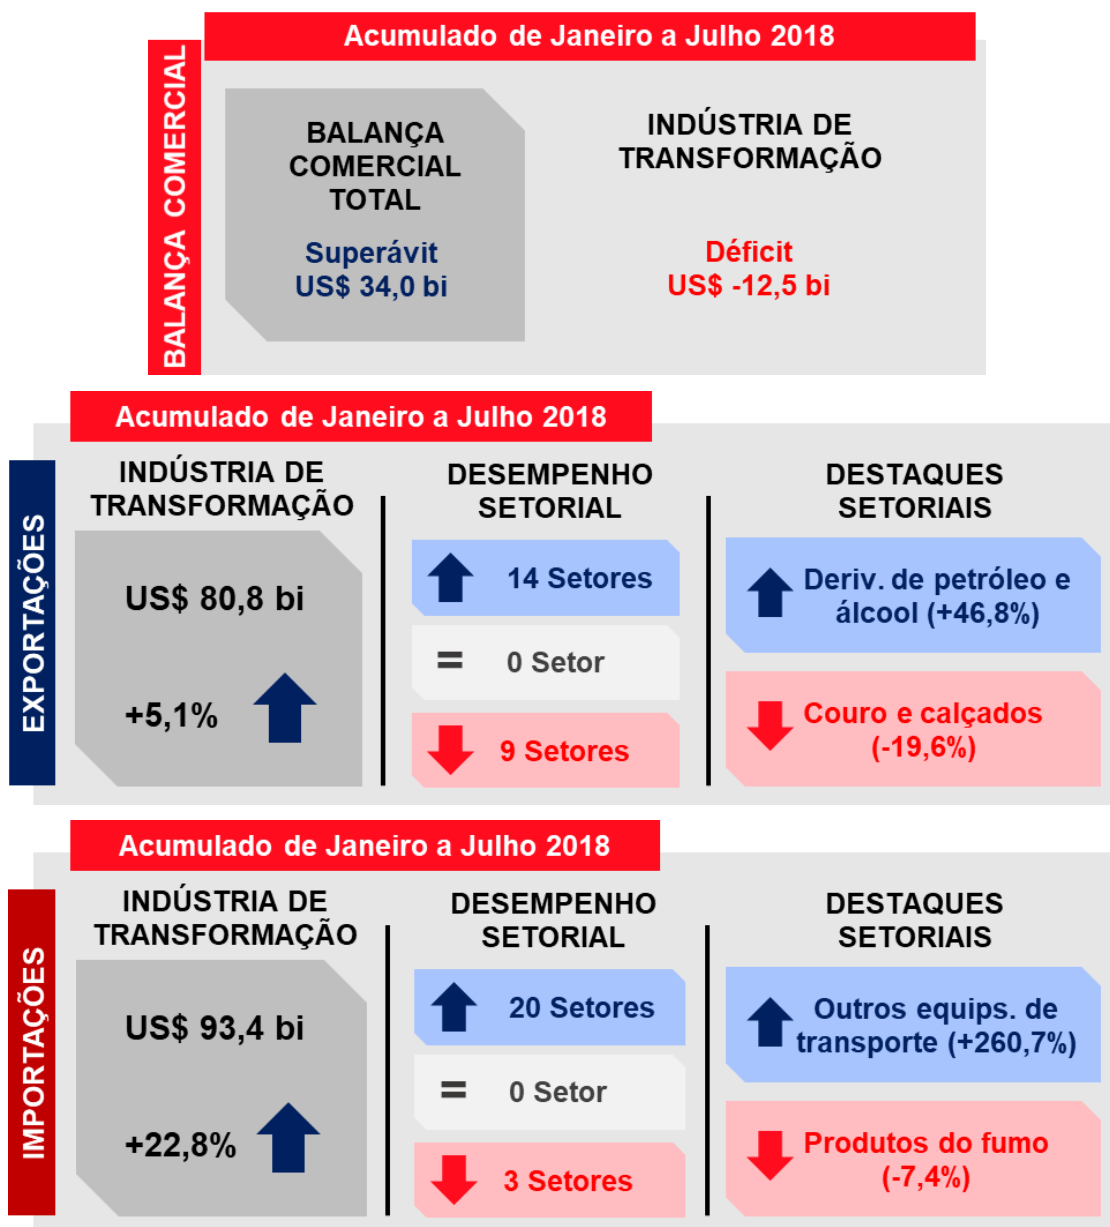 Acumulado de Janeiro a Julho 2018
BALANÇA COMERCIAL
BALANÇA
COMERCIAL
TOTAL
Superávit
US$ 34,0 bi
INDÚSTRIA DE
TRANSFORMAÇÃO
Déficit
US$ -12,5 bi
Acumulado de Janeiro a Julho 2018
EXPORTAÇÕES
INDÚSTRIA DE
TRANSFORMAÇÃO
US$ 80,8 bi
+5,1%
DESEMPENHO
SETORIAL
14 Setores
= 0 Setor
9 Setores
DESTAQUES
SETORIAIS
Deriv. de petróleo e
álcool (+46,8%)
Couro e calçados
(-19,6%)
Acumulado de Janeiro a Julho 2018
IMPORTAÇÕES
INDÚSTRIA DE
TRANSFORMAÇÃO
US$ 93,4 bi
+22,8%
DESEMPENHO
SETORIAL
20 Setores
= 0 Setor
3 Setores
DESTAQUES
SETORIAIS
Outros equips. de
transporte (+260,7%)
Produtos do fumo
(-7,4%)